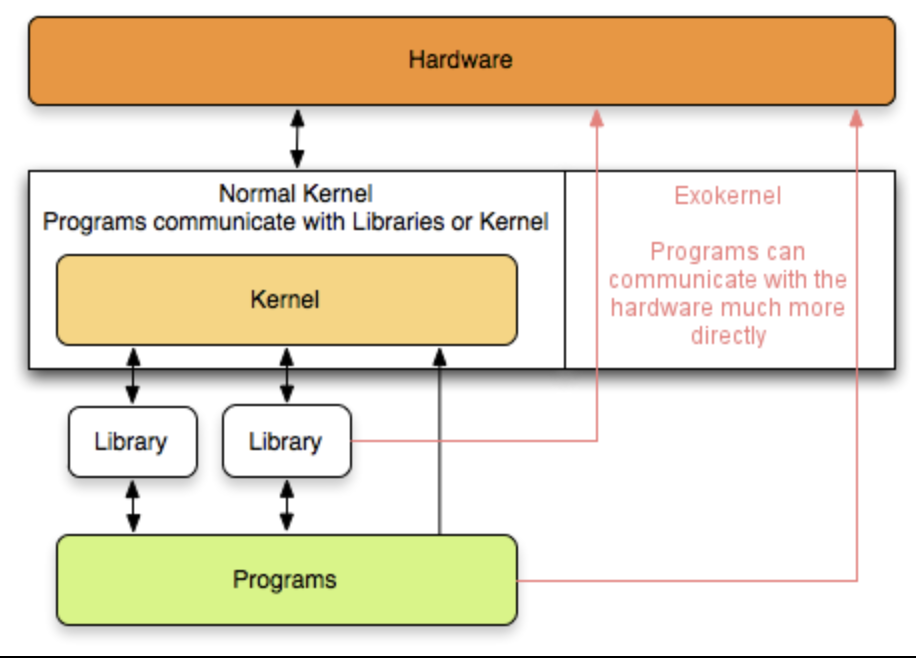 Hardware
Normal Kernel
Programs communicate with Libraries or Kernel
Kernel
Exokernel
Programs can
communicate with the
hardware much more
directly
Library
Library
Programs